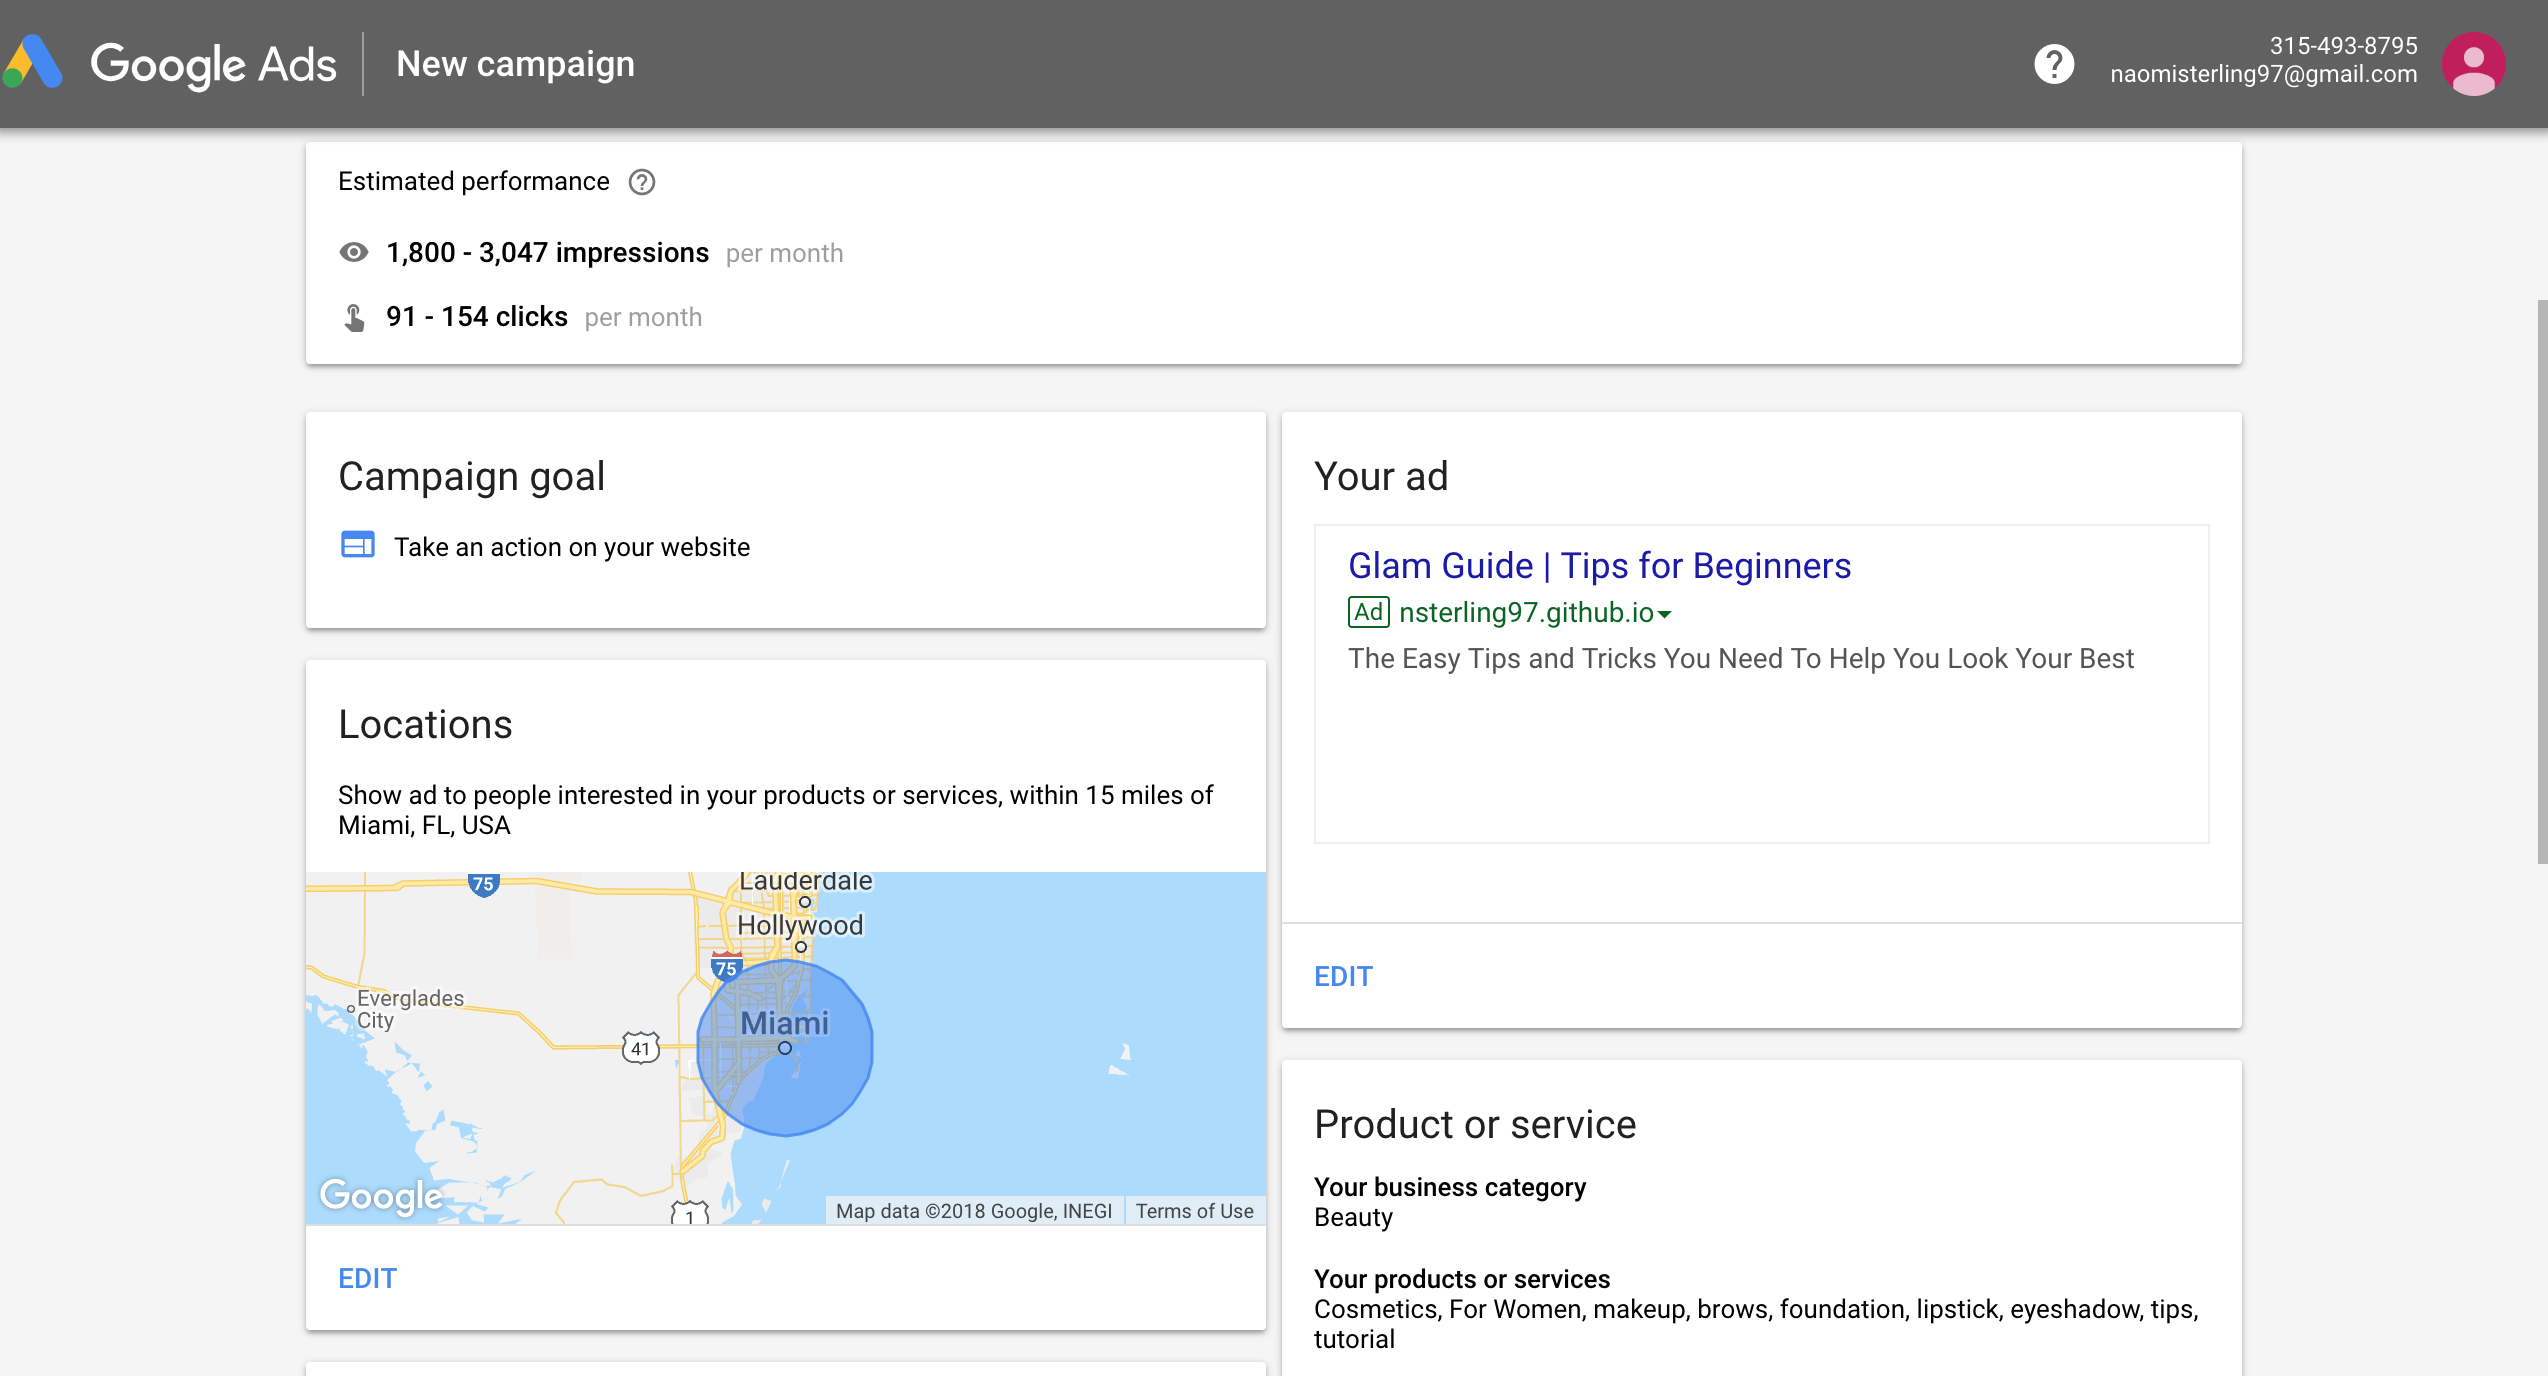 Google Ads
New campaign
?
315-493-8795
naomisterling97@gmail.com
Estimated performance ?
1,800 - 3,047 impressions per month
91 - 154 clicks per month
Campaign goal
Take an action on your website
Locations
Show ad to people interested in your products or services, within 15 miles of
Miami, FL, USA
75
Lauderdale
Hollywood
75
Everglades
City
Miami
41
1
Google
Map data ©2018 Google, INEGI
Terms of Use
EDIT
Your ad
Glam Guide | Tips for Beginners
Ad nsterling97.github.io
The Easy Tips and Tricks You Need To Help You Look Your Best
EDIT
Product or service
Your business category
Beauty
Your products or services
Cosmetics, For Women, makeup, brows, foundation, lipstick, eyeshadow, tips,
tutorial